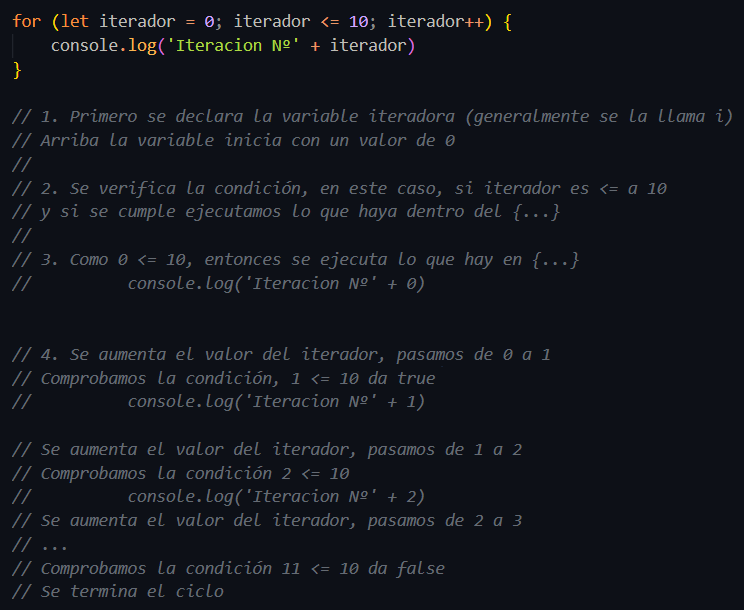 for (let iterador = 0; iterador <= 10; iterador++) {
    console.log('Iteracion Nº' + iterador)
}
// 1. Primero se declara la variable iteradora (generalmente se la llama i)
// Arriba la variable inicia con un valor de 0
//
// 2. Se verifica la condición, en este caso, si iterador es <= a 10
// y si se cumple ejecutamos lo que haya dentro del {...}
//
// 3. Como 0 <= 10, entonces se ejecuta lo que hay en {...}
//          console.log('Iteracion Nº' + 0)
// 4. Se aumenta el valor del iterador, pasamos de 0 a 1
// Comprobamos la condición, 1 <= 10 da true
//          console.log('Iteracion Nº' + 1)
// Se aumenta el valor del iterador, pasamos de 1 a 2
// Comprobamos la condición 2 <= 10
//          console.log('Iteracion Nº' + 2)
// Se aumenta el valor del iterador, pasamos de 2 a 3
// ...
// Comprobamos la condición 11 <= 10 da false
// Se termina el ciclo